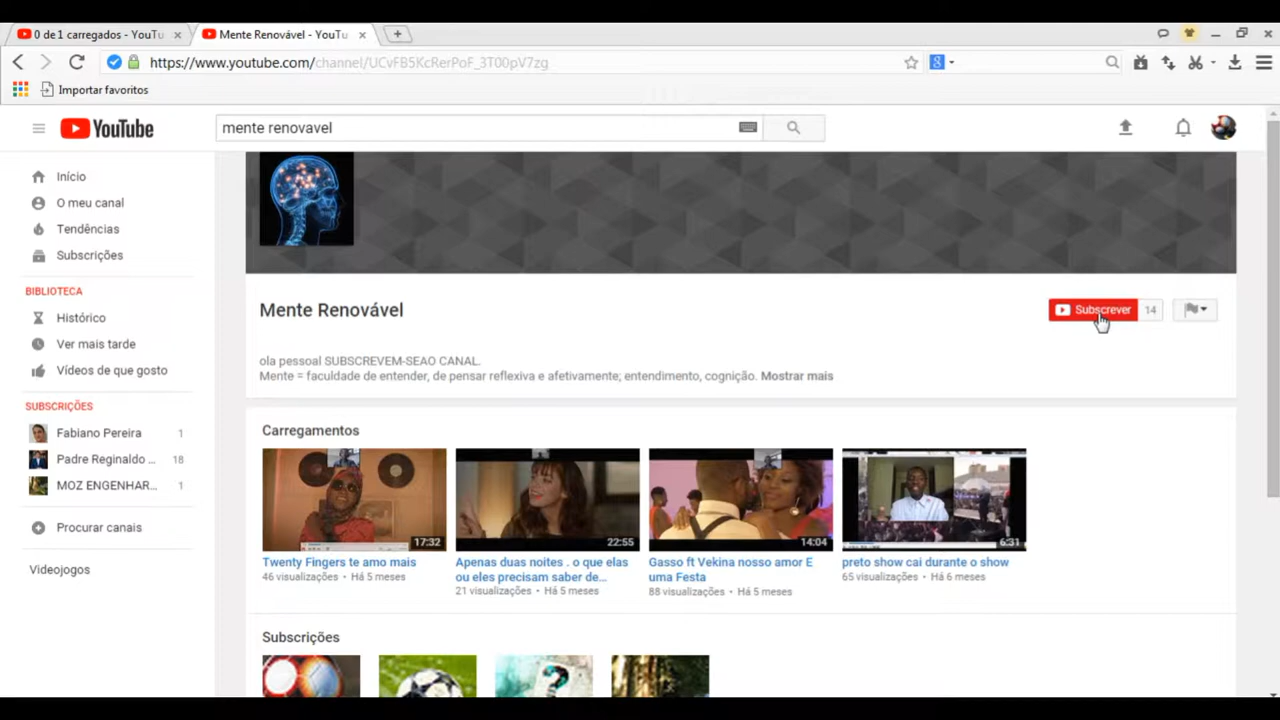 0 de 1 carregados - YouTu
Mente Renovável - YouTu
https://www.youtube.com/channel/UCvFB5KcRerPoF_3T00pV7zg
Importar favoritos
YouTube
mente renovavel
Início
O meu canal
Tendências
Subscrições
BIBLIOTECA
Histórico
Ver mais tarde
Vídeos de que gosto
SUBSCRIÇÕES
Fabiano Pereira 1
Padre Reginaldo ... 18
MOZ ENGENHAR... 1
Procurar canais
Videojogos
Mente Renovável
Subscrever 14
ola pessoal SUBSCREVEM-SEAO CANAL.
Mente = faculdade de entender, de pensar reflexiva e afetivamente; entendimento, cognição. Mostrar mais
Carregamentos
17:32
Twenty Fingers te amo mais
46 visualizações • Há 5 meses
22:55
Apenas duas noites . o que elas
ou eles precisam saber de...
21 visualizações • Há 5 meses
14:04
Gasso ft Vekina nosso amor E
uma Festa
88 visualizações • Há 5 meses
6:31
preto show cai durante o show
65 visualizações • Há 6 meses
Subscrições